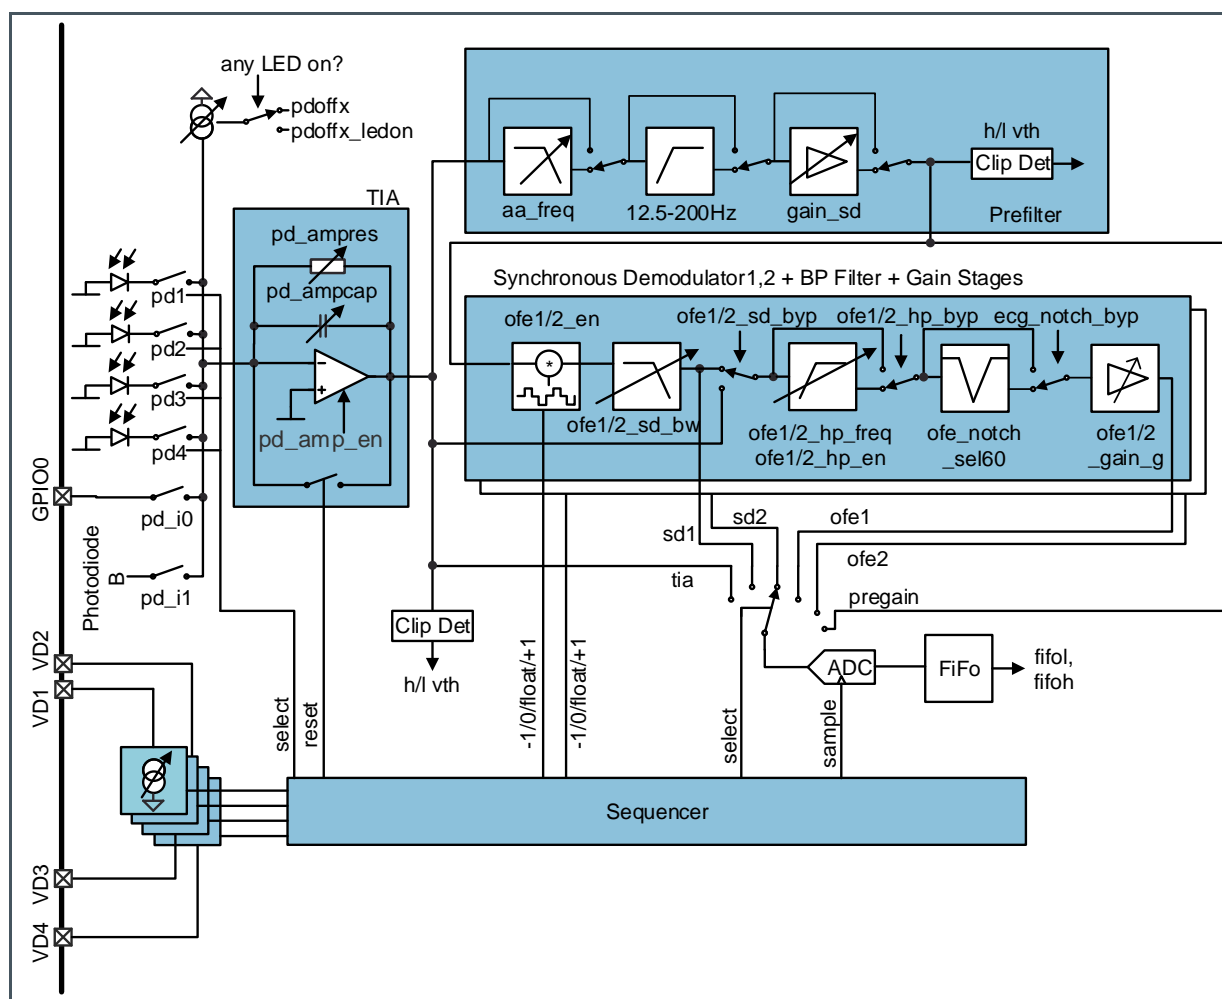 any LED on?
pdoffx
pdoffx_ledon
h/l vth
Clip Det
aa_freq
12.5-200Hz
gain_sd
Prefilter
TIA
pd_ampres
pd_ampcap
pd_amp_en
pd1
pd2
pd3
pd4
GPIO0
pd_i0
Photodiode
B
pd_i1
Synchronous Demodulator1,2 + BP Filter + Gain Stages
ofe1/2_en
ofe1/2_sd_byp
ofe1/2_hp_byp
ecg_notch_byp
*
ofe1/2_sd_bw
ofe1/2_hp_freq
ofe1/2_hp_en
ofe_notch
_sel60
ofe1/2
_gain_g
sd1
sd2
ofe1
ofe2
tia
pregain
Clip Det
h/l vth
ADC
FiFo
fifol,
fifoh
VD2
VD1
select
reset
-1/0/float/+1
-1/0/float/+1
select
sample
Sequencer
VD3
VD4